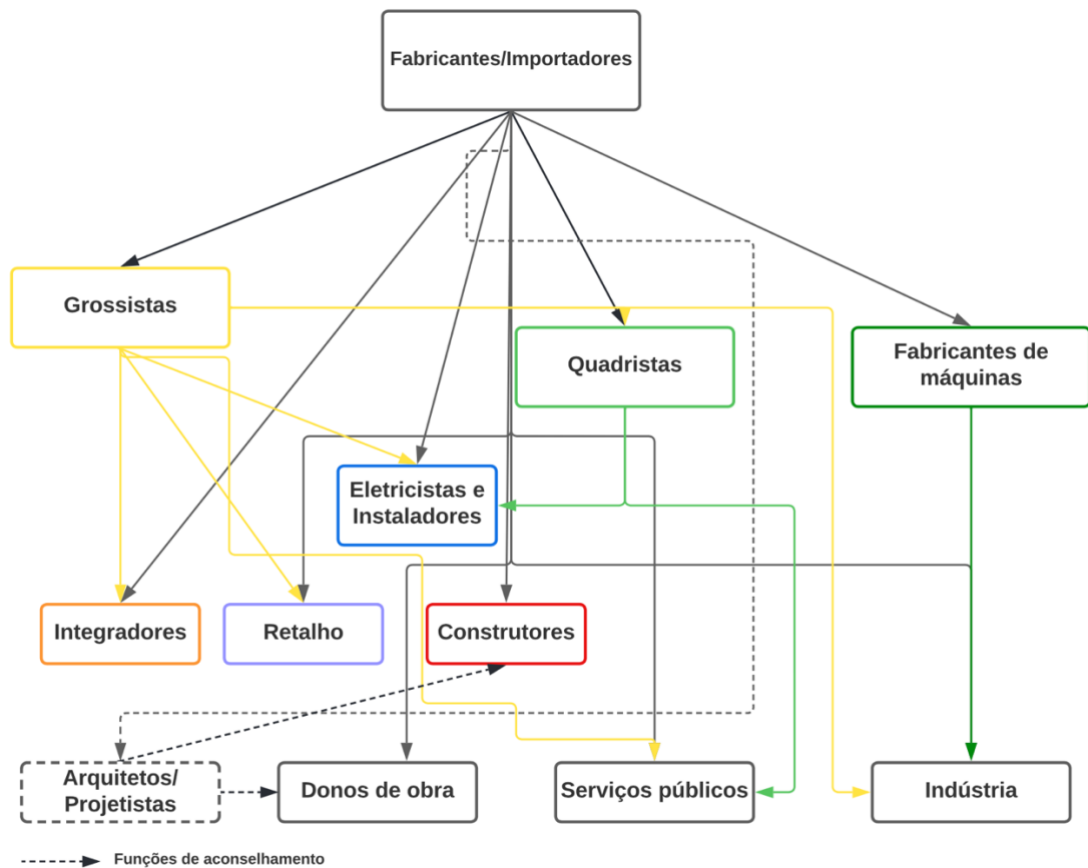 Fabricantes/Importadores
Grossistas
Quadristas
Fabricantes de
máquinas
Eletricistas e
Instaladores
Integradores
Retalho
Construtores
Arquitetos/
Projetistas
Donos de obra
Serviços públicos
Indústria
Funções de aconselhamento